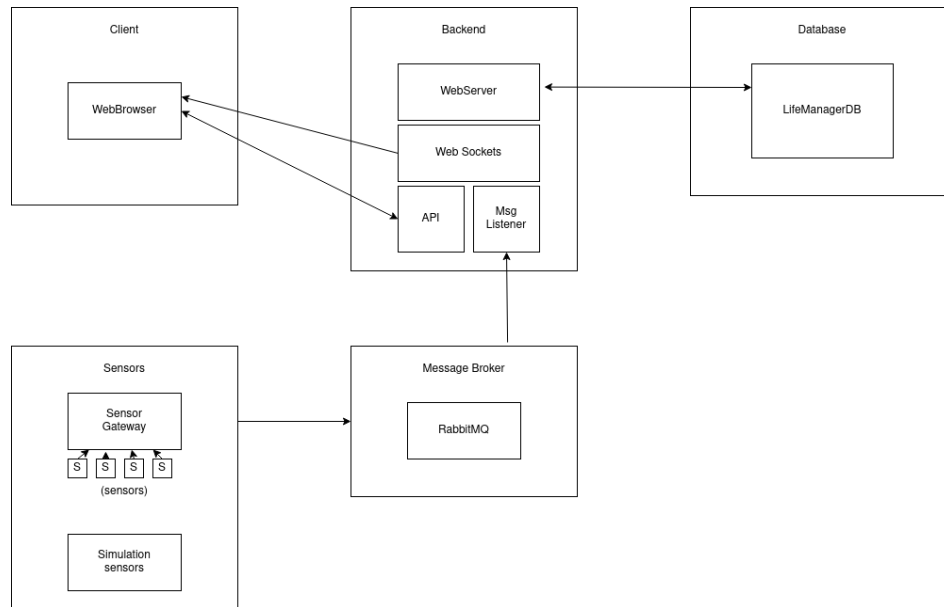 Client
WebBrowser
Backend
WebServer
Web Sockets
API
Msg
Listener
Database
LifeManagerDB
Sensors
Sensor
Gateway
S S S S
(sensors)
Simulation
sensors
Message Broker
RabbitMQ